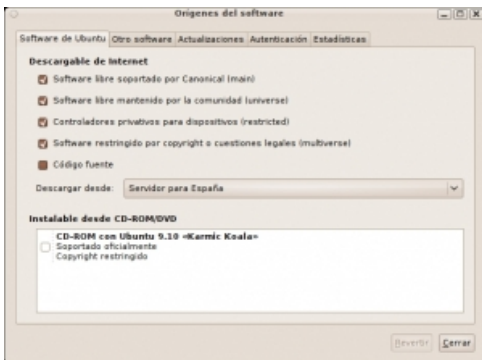 Orígenes del software
Software de Ubuntu Otro software Actualizaciones Autenticación Estadísticas
Descargable de Internet
Software libre soportado por Canonical (main)
Software libre mantenido por la comunidad (universe)
Controladores privativos para dispositivos (restricted)
Software restringido por copyright o cuestiones legales (multiverse)
Código fuente
Descargar desde: Servidor para España
Instalable desde CD-ROM/DVD
CD-ROM con Ubuntu 9.10 «Karmic Koala»
Soportado oficialmente
Copyright restringido
Revertir Cerrar